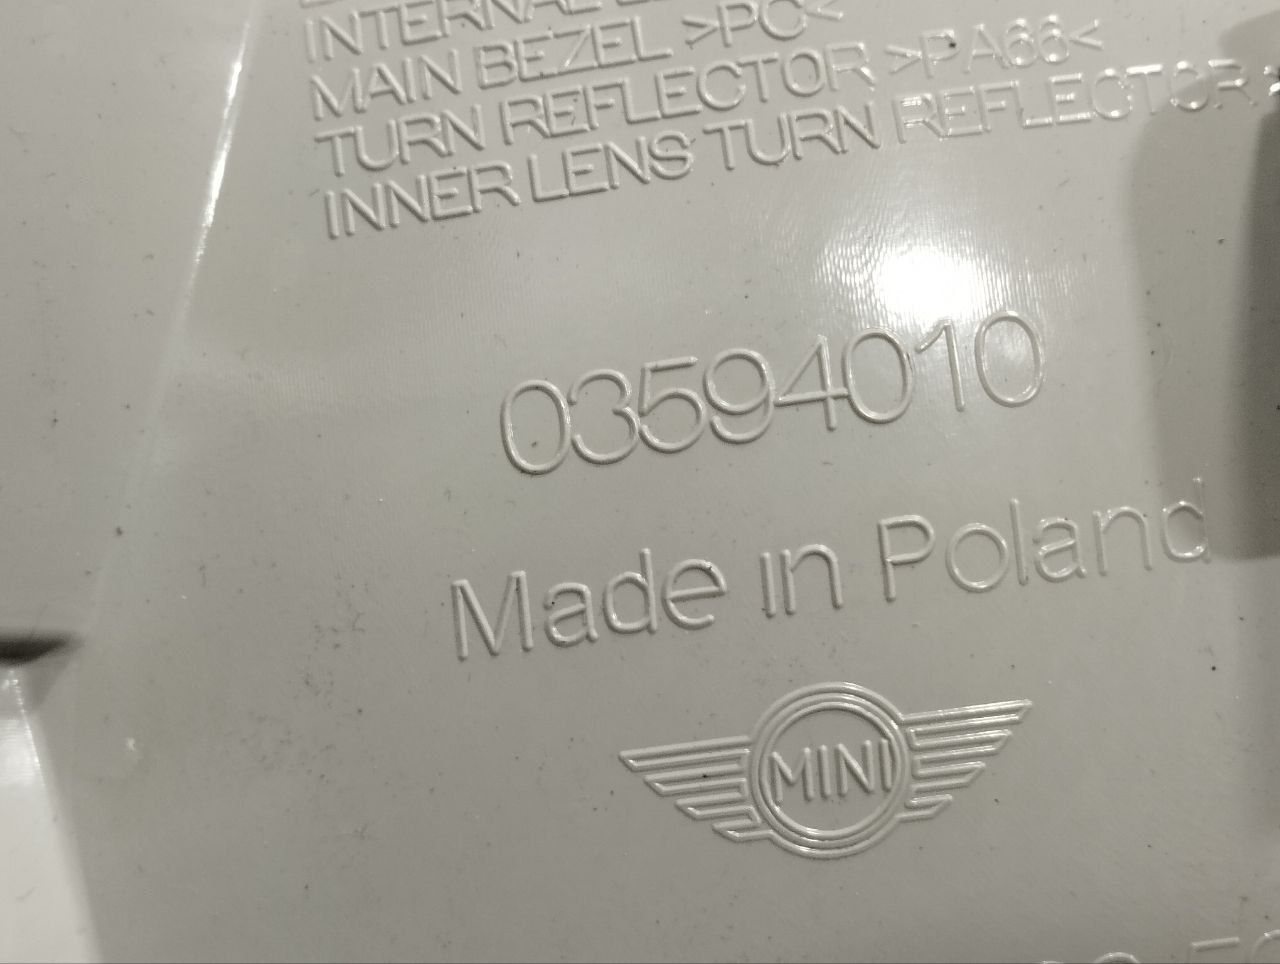 INTERNAL
MAIN BEZEL >PC<
TURN REFLECTOR >PA66<
INNER LENS TURN REFLECTOR
03594010
Made in Poland
MINI